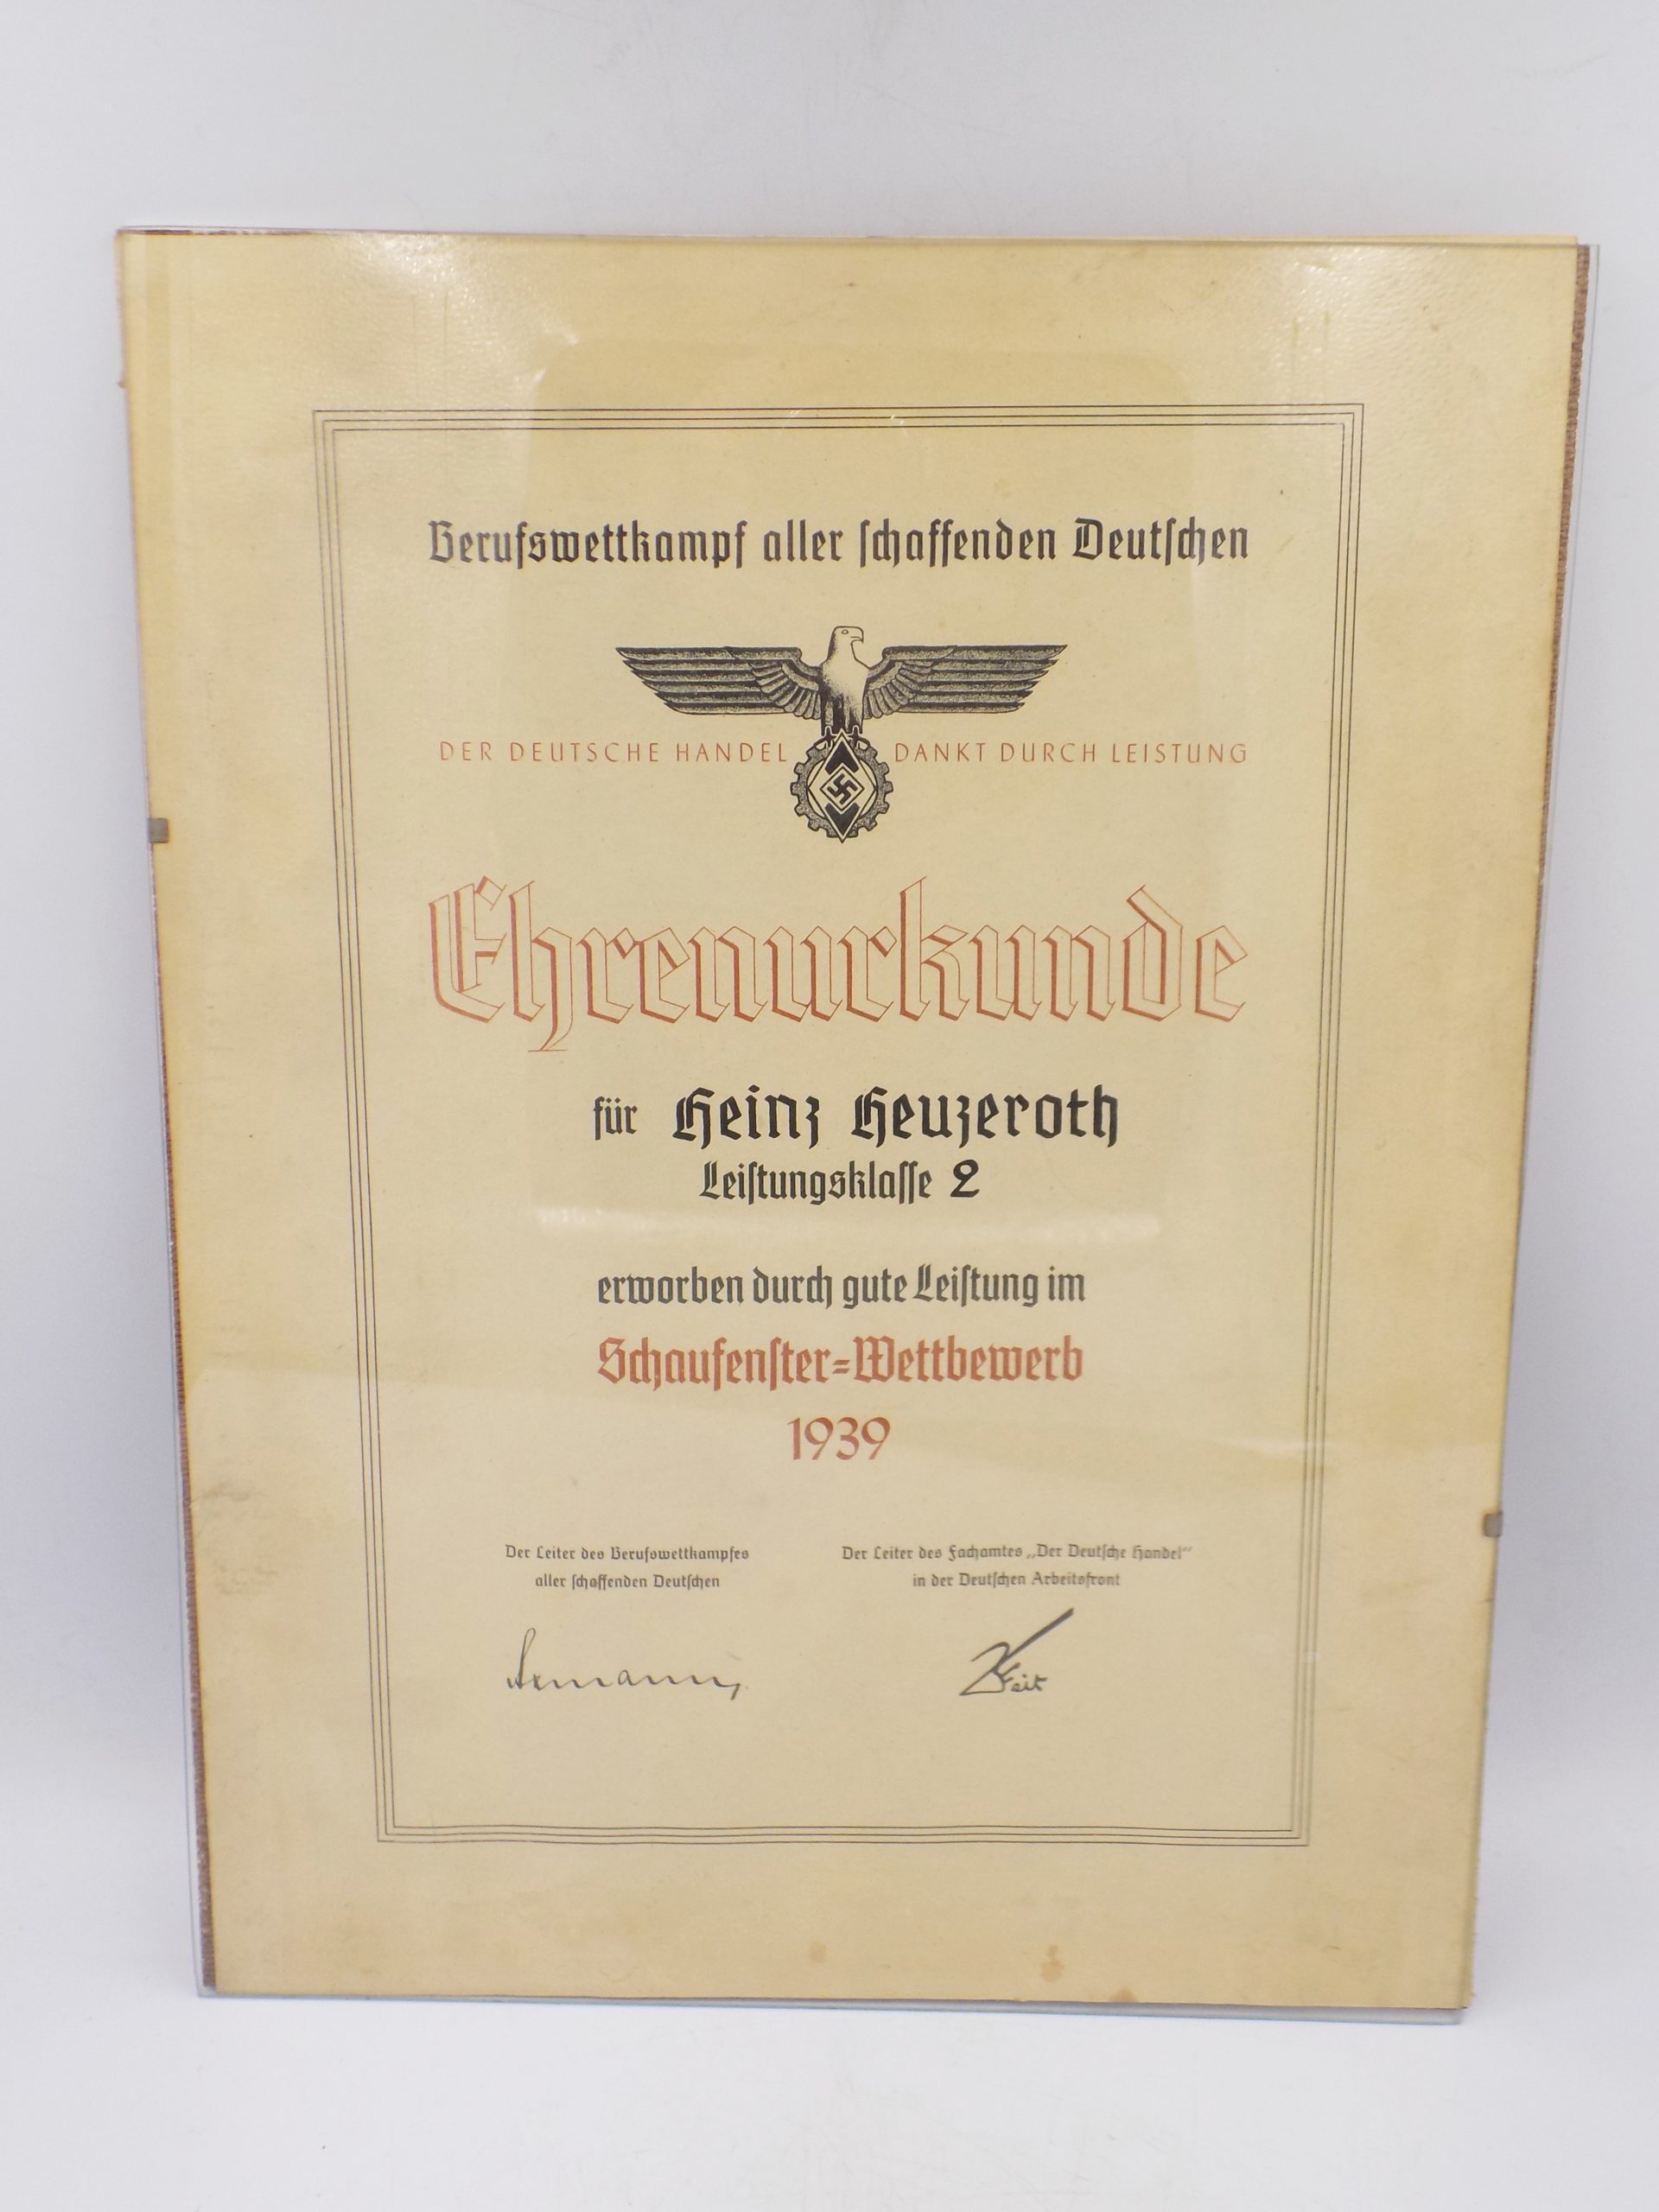 Berufswettkampf aller schaffenden Deutschen
DER DEUTSCHE HANDEL DANKT DURCH LEISTUNG
Ehrenurkunde
für Heinz Heuzeroth
Leistungsklasse 2
erworben durch gute Leistung im
Schaufenster=Wettbewerb
1939
Der Leiter des Berufswettkampfes
aller schaffenden Deutschen
Der Leiter des Fachamtes „Der Deutsche Handel“
in der Deutschen Arbeitsfront